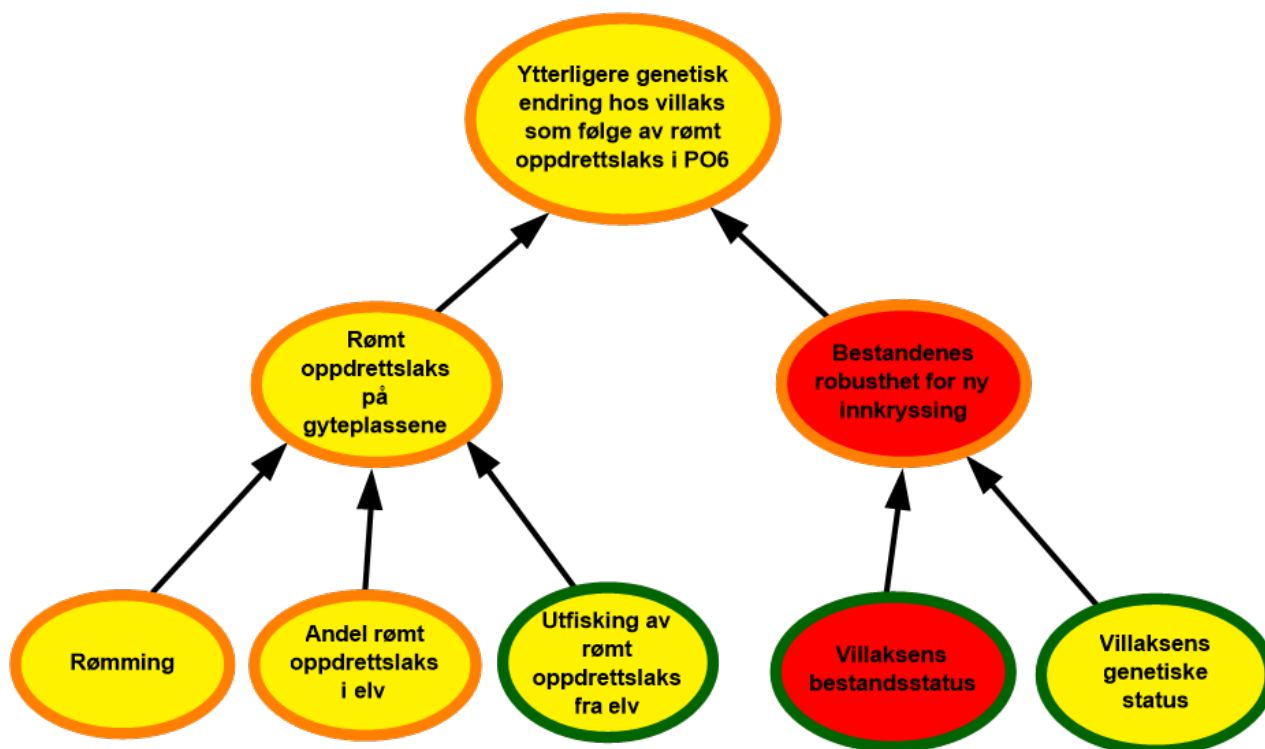 Ytterligere genetisk
endring hos villaks
som følge av rømt
oppdrettslaks i PO6
Rømt
oppdrettslaks
på
gyteplassene
Bestandenes
robusthet for ny
innkryssing
Rømming
Andel rømt
oppdrettslaks
i elv
Utfisking av
rømt
oppdrettslaks
fra elv
Villaksens
bestandsstatus
Villaksens
genetiske
status